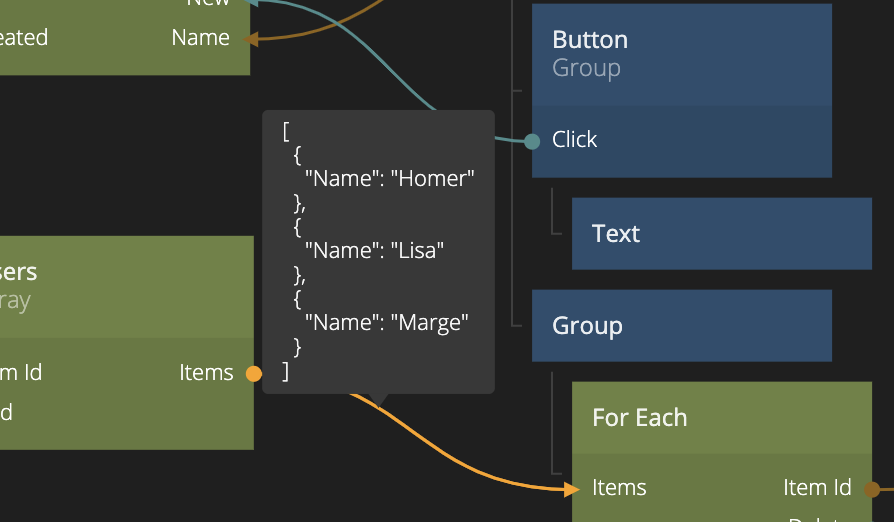 New
eated
Name
Button
Group
Click
[
{
"Name": "Homer"
},
{
"Name": "Lisa"
},
{
"Name": "Marge"
}
]
Text
sers
ray
Group
m Id
Items
d
For Each
Items
Item Id